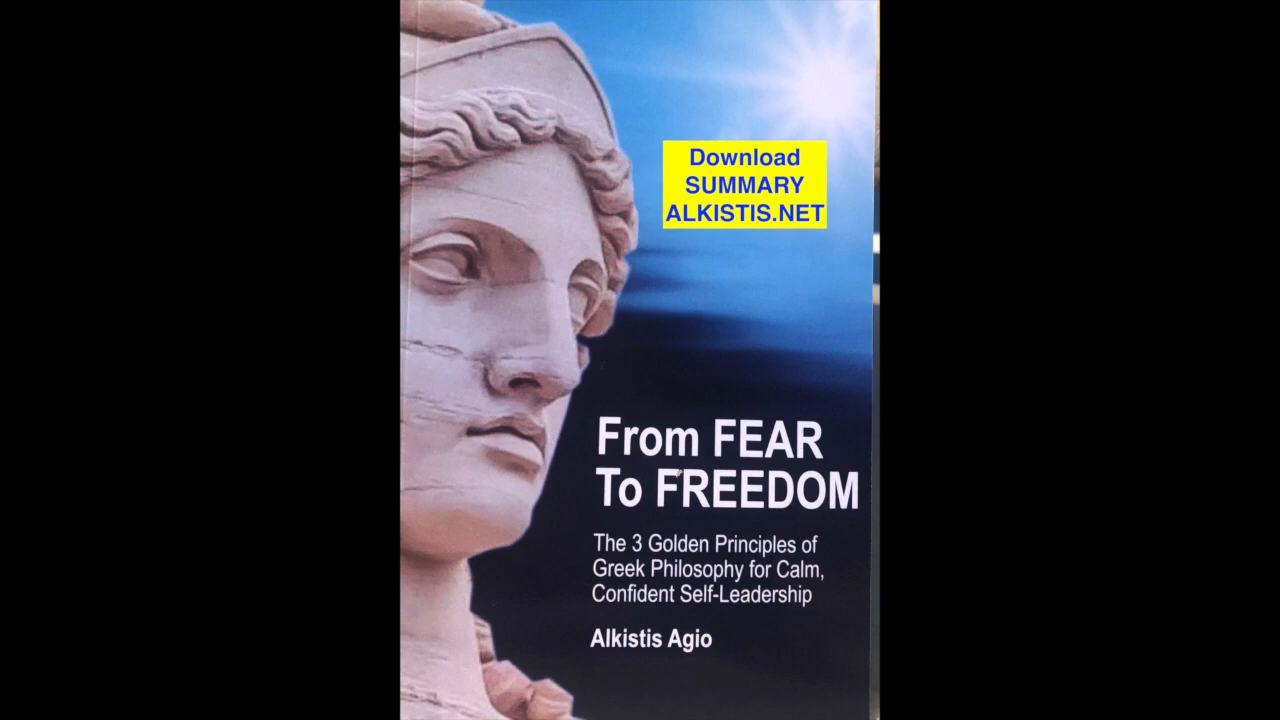 Download
SUMMARY
ALKISTIS.NET
From FEAR
To FREEDOM
The 3 Golden Principles of
Greek Philosophy for Calm,
Confident Self-Leadership
Alkistis Agio